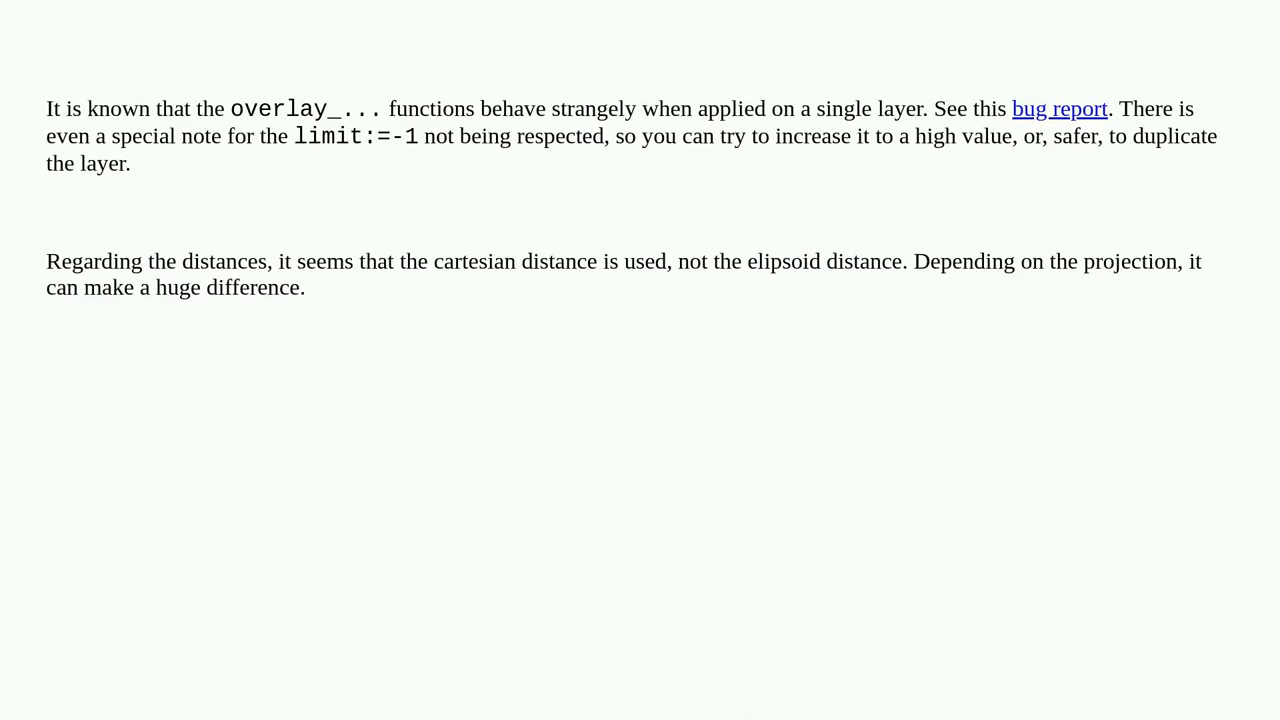 It is known that the overlay_... functions behave strangely when applied on a single layer. See this bug report. There is
even a special note for the limit:=-1 not being respected, so you can try to increase it to a high value, or, safer, to duplicate
the layer.
Regarding the distances, it seems that the cartesian distance is used, not the elipsoid distance. Depending on the projection, it
can make a huge difference.